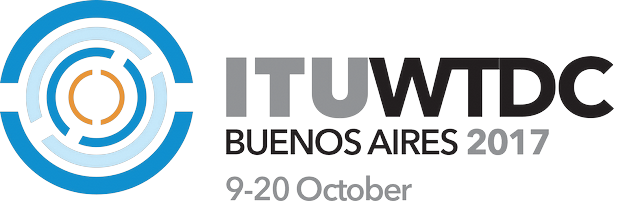 ITUWTDC
BUENOS AIRES 2017
9-20 October